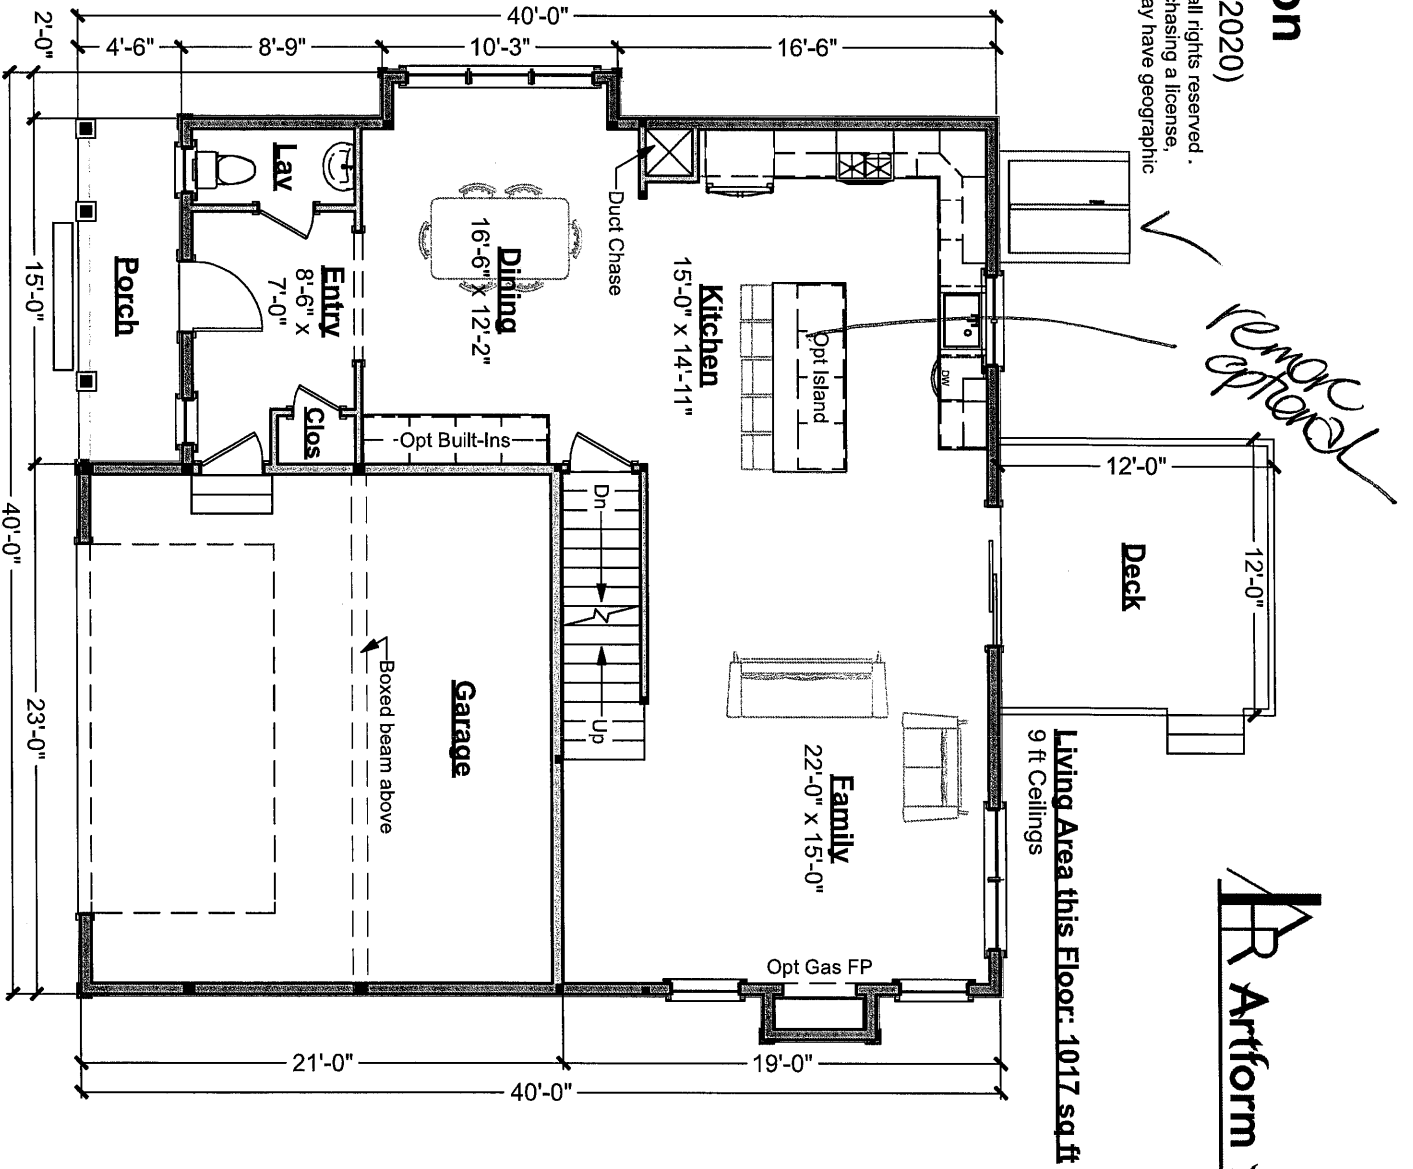 on
2020)
all rights reserved .
chasing a license,
ay have geographic
remove
optional
40'-0"
2'-0"
4'-6"
8'-9"
10'-3"
16'-6"
Lav
Porch
Entry
8'-6" x
7'-0"
Clos
Dining
16'-6" x 12'-2"
Duct Chase
Kitchen
15'-0" x 14'-11"
Opt Island
DW
Opt Built-Ins
Dn
Up
12'-0"
12'-0"
Deck
Garage
Boxed beam above
Family
22'-0" x 15'-0"
Opt Gas FP
Living Area this Floor: 1017 sq ft
9 ft Ceilings
15'-0"
23'-0"
40'-0"
21'-0"
19'-0"
40'-0"
AR Artform